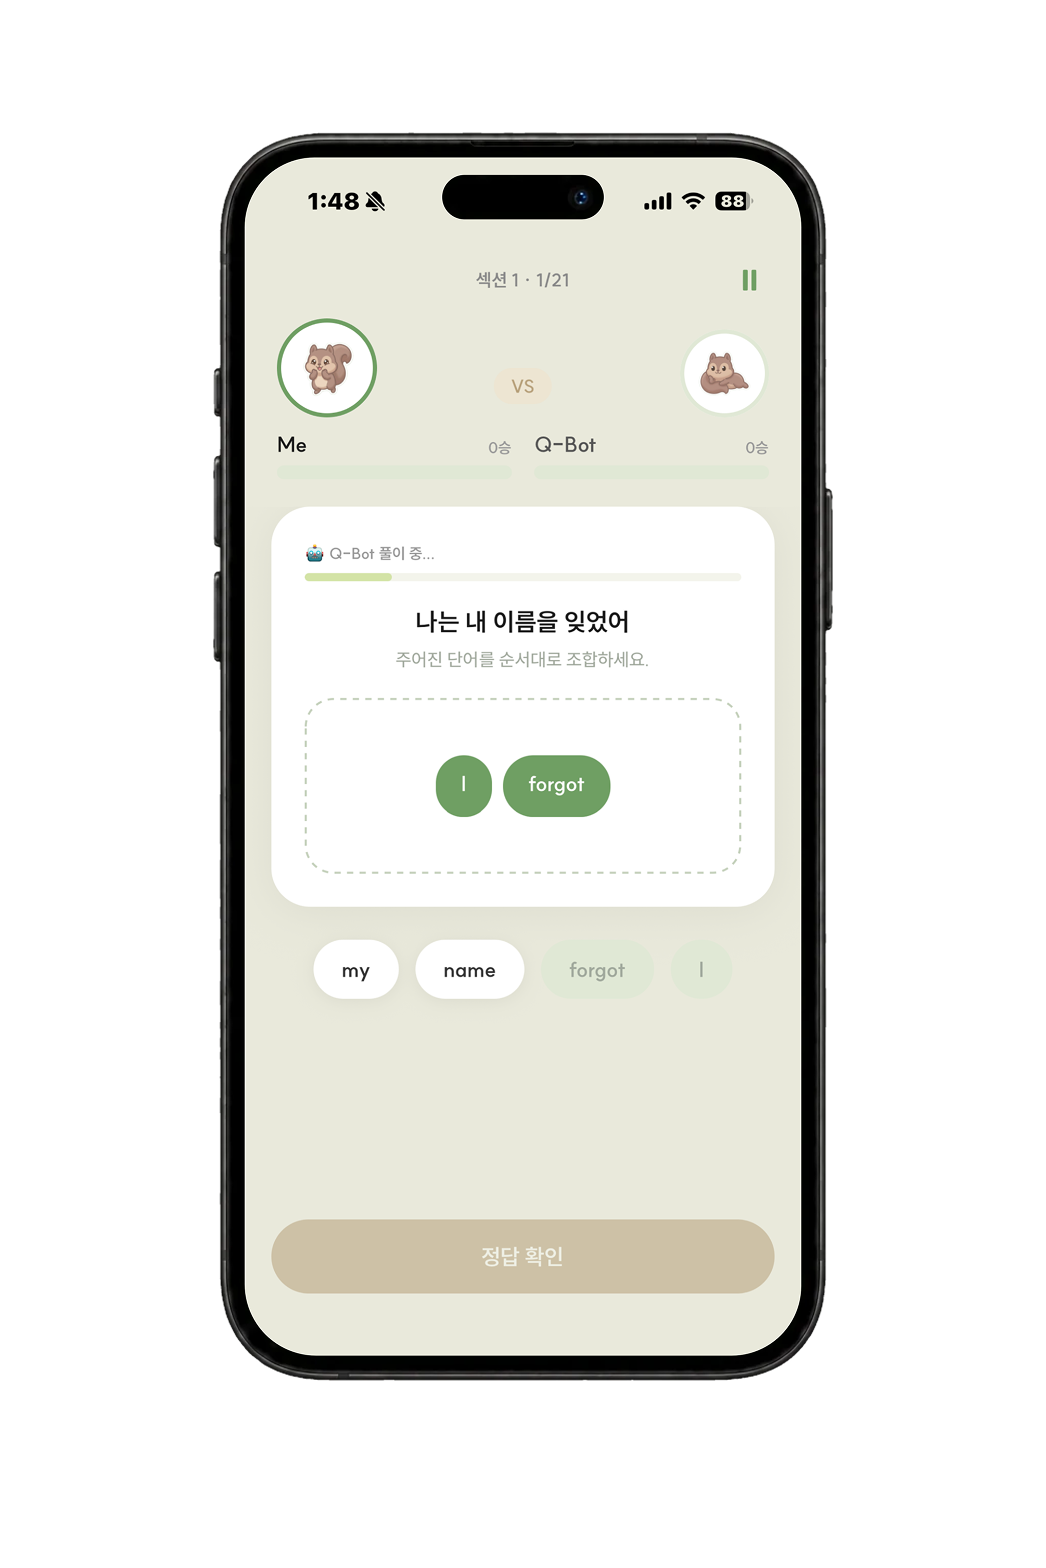 1:48
88
섹션 1 · 1/21
VS
Me 0승 Q-Bot 0승
Q-Bot 풀이 중...
나는 내 이름을 잊었어
주어진 단어를 순서대로 조합하세요.
I forgot
my name forgot I
정답 확인